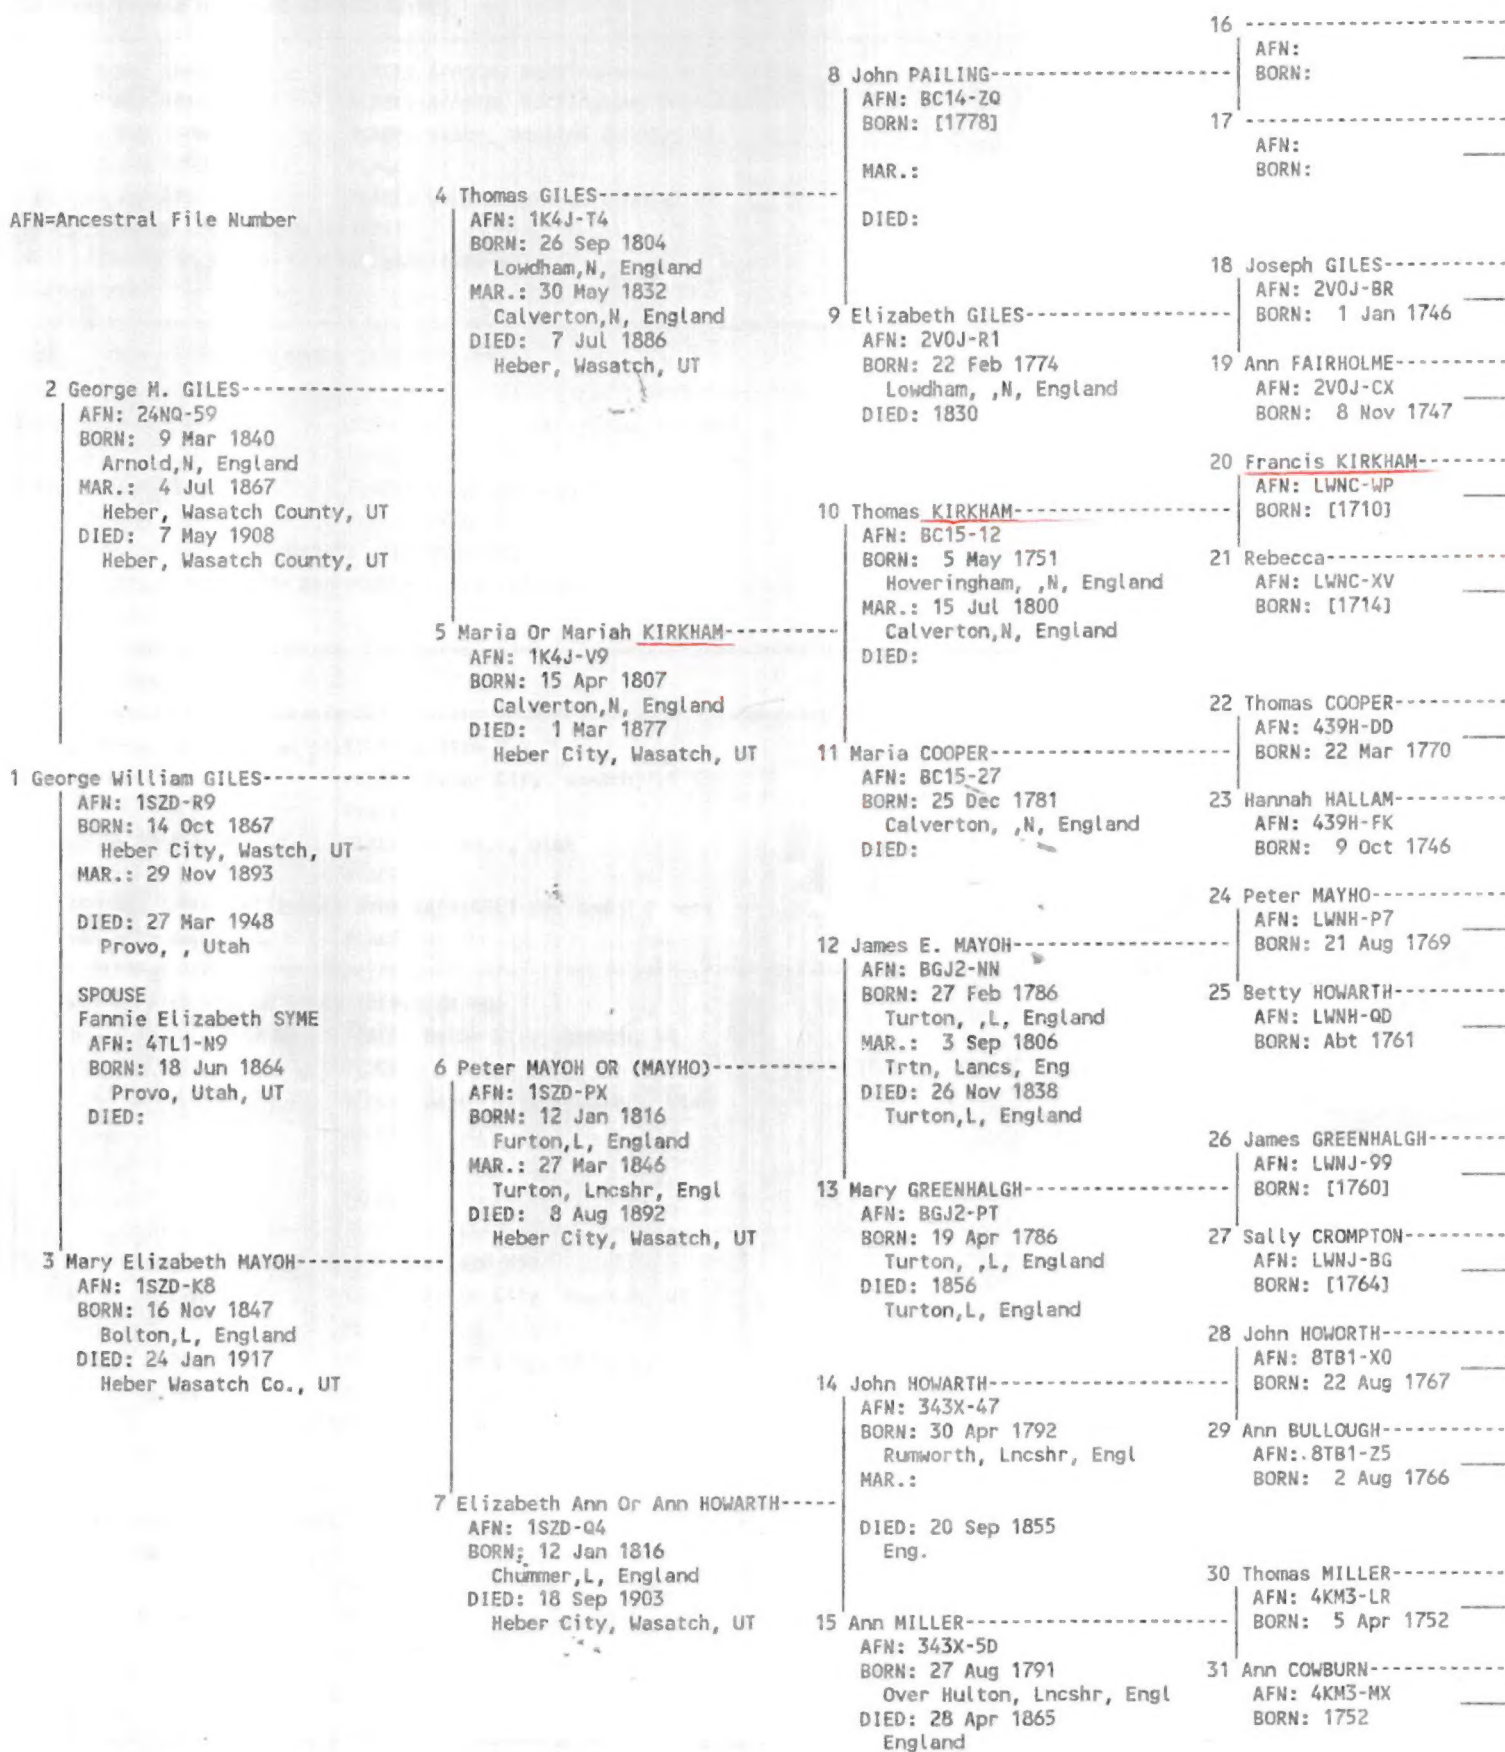 AFN=Ancestral File Number
1 George William GILES
AFN: 1SZD-R9
BORN: 14 Oct 1867
Heber City, Wastch, UT
MAR.: 29 Nov 1893
DIED: 27 Mar 1948
Provo, , Utah
SPOUSE
Fannie Elizabeth SYME
AFN: 4TL1-N9
BORN: 18 Jun 1864
Provo, Utah, UT
DIED:
2 George M. GILES
AFN: 24NQ-59
BORN: 9 Mar 1840
Arnold,N, England
MAR.: 4 Jul 1867
Heber, Wasatch County, UT
DIED: 7 May 1908
Heber, Wasatch County, UT
3 Mary Elizabeth MAYOH
AFN: 1SZD-K8
BORN: 16 Nov 1847
Bolton,L, England
DIED: 24 Jan 1917
Heber Wasatch Co., UT
4 Thomas GILES
AFN: 1K4J-T4
BORN: 26 Sep 1804
Lowdham,N, England
MAR.: 30 May 1832
Calverton,N, England
DIED: 7 Jul 1886
Heber, Wasatch, UT
5 Maria Or Mariah KIRKHAM
AFN: 1K4J-V9
BORN: 15 Apr 1807
Calverton,N, England
DIED: 1 Mar 1877
Heber City, Wasatch, UT
6 Peter MAYOH OR (MAYHO)
AFN: 1SZD-PX
BORN: 12 Jan 1816
Furton,L, England
MAR.: 27 Mar 1846
Turton, Lncshr, Engl
DIED: 8 Aug 1892
Heber City, Wasatch, UT
7 Elizabeth Ann Or Ann HOWARTH
AFN: 1SZD-Q4
BORN: 12 Jan 1816
Chummer,L, England
DIED: 18 Sep 1903
Heber City, Wasatch, UT
8 John PAILING
AFN: BC14-ZQ
BORN: [1778]
MAR.:
DIED:
9 Elizabeth GILES
AFN: 2V0J-R1
BORN: 22 Feb 1774
Lowdham, ,N, England
DIED: 1830
10 Thomas KIRKHAM
AFN: BC15-12
BORN: 5 May 1751
Hoveringham, ,N, England
MAR.: 15 Jul 1800
Calverton,N, England
DIED:
11 Maria COOPER
AFN: BC15-27
BORN: 25 Dec 1781
Calverton, ,N, England
DIED:
12 James E. MAYOH
AFN: BGJ2-NN
BORN: 27 Feb 1786
Turton, ,L, England
MAR.: 3 Sep 1806
Trtn, Lancs, Eng
DIED: 26 Nov 1838
Turton,L, England
13 Mary GREENHALGH
AFN: BGJ2-PT
BORN: 19 Apr 1786
Turton, ,L, England
DIED: 1856
Turton,L, England
14 John HOWARTH
AFN: 343X-47
BORN: 30 Apr 1792
Rumworth, Lncshr, Engl
MAR.:
DIED: 20 Sep 1855
Eng.
15 Ann MILLER
AFN: 343X-5D
BORN: 27 Aug 1791
Over Hulton, Lncshr, Engl
DIED: 28 Apr 1865
England
16
AFN:
BORN:
17
AFN:
BORN:
18 Joseph GILES
AFN: 2V0J-BR
BORN: 1 Jan 1746
19 Ann FAIRHOLME
AFN: 2V0J-CX
BORN: 8 Nov 1747
20 Francis KIRKHAM
AFN: LWNC-WP
BORN: [1710]
21 Rebecca
AFN: LWNC-XV
BORN: [1714]
22 Thomas COOPER
AFN: 439H-DD
BORN: 22 Mar 1770
23 Hannah HALLAM
AFN: 439H-FK
BORN: 9 Oct 1746
24 Peter MAYHO
AFN: LWNH-P7
BORN: 21 Aug 1769
25 Betty HOWARTH
AFN: LWNH-QD
BORN: Abt 1761
26 James GREENHALGH
AFN: LWNJ-99
BORN: [1760]
27 Sally CROMPTON
AFN: LWNJ-BG
BORN: [1764]
28 John HOWORTH
AFN: 8TB1-X0
BORN: 22 Aug 1767
29 Ann BULLOUGH
AFN: 8TB1-Z5
BORN: 2 Aug 1766
30 Thomas MILLER
AFN: 4KM3-LR
BORN: 5 Apr 1752
31 Ann COWBURN
AFN: 4KM3-MX
BORN: 1752